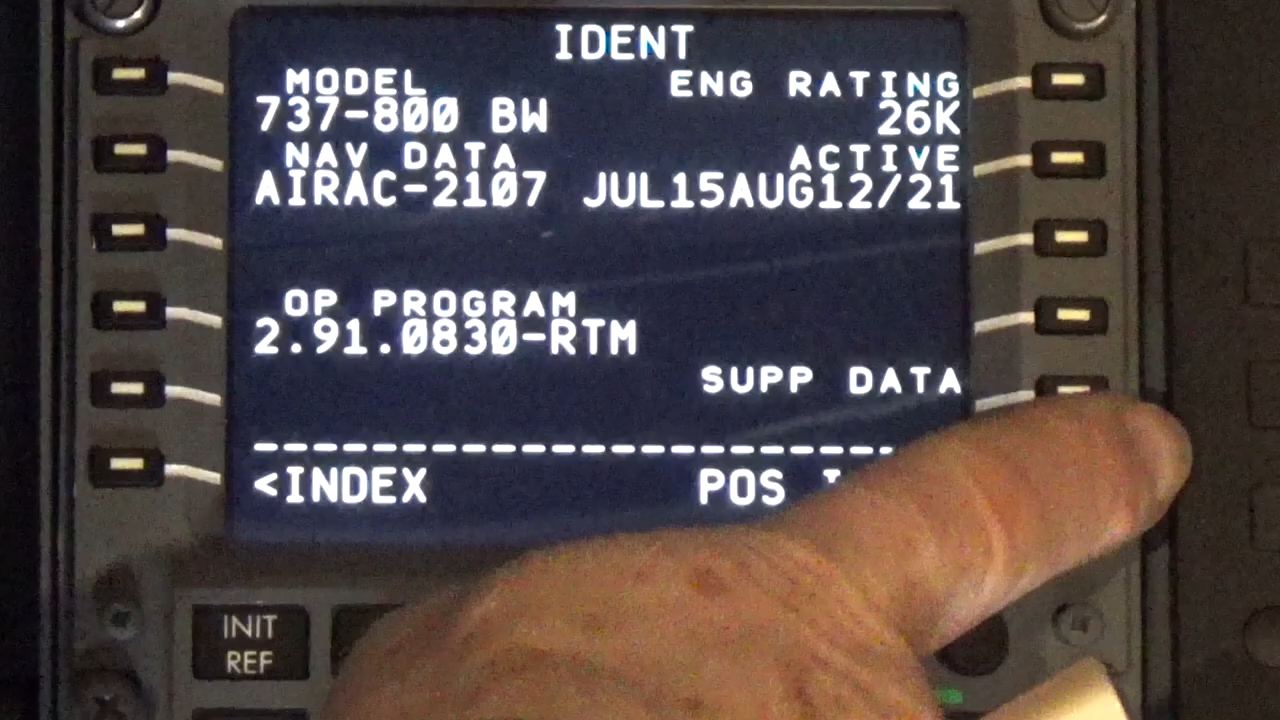 IDENT
MODEL ENG RATING
737-800 BW 26K
NAV DATA ACTIVE
AIRAC-2107 JUL15AUG12/21
OP PROGRAM
2.91.0830-RTM
SUPP DATA
------------------------
<INDEX POS
INIT
REF